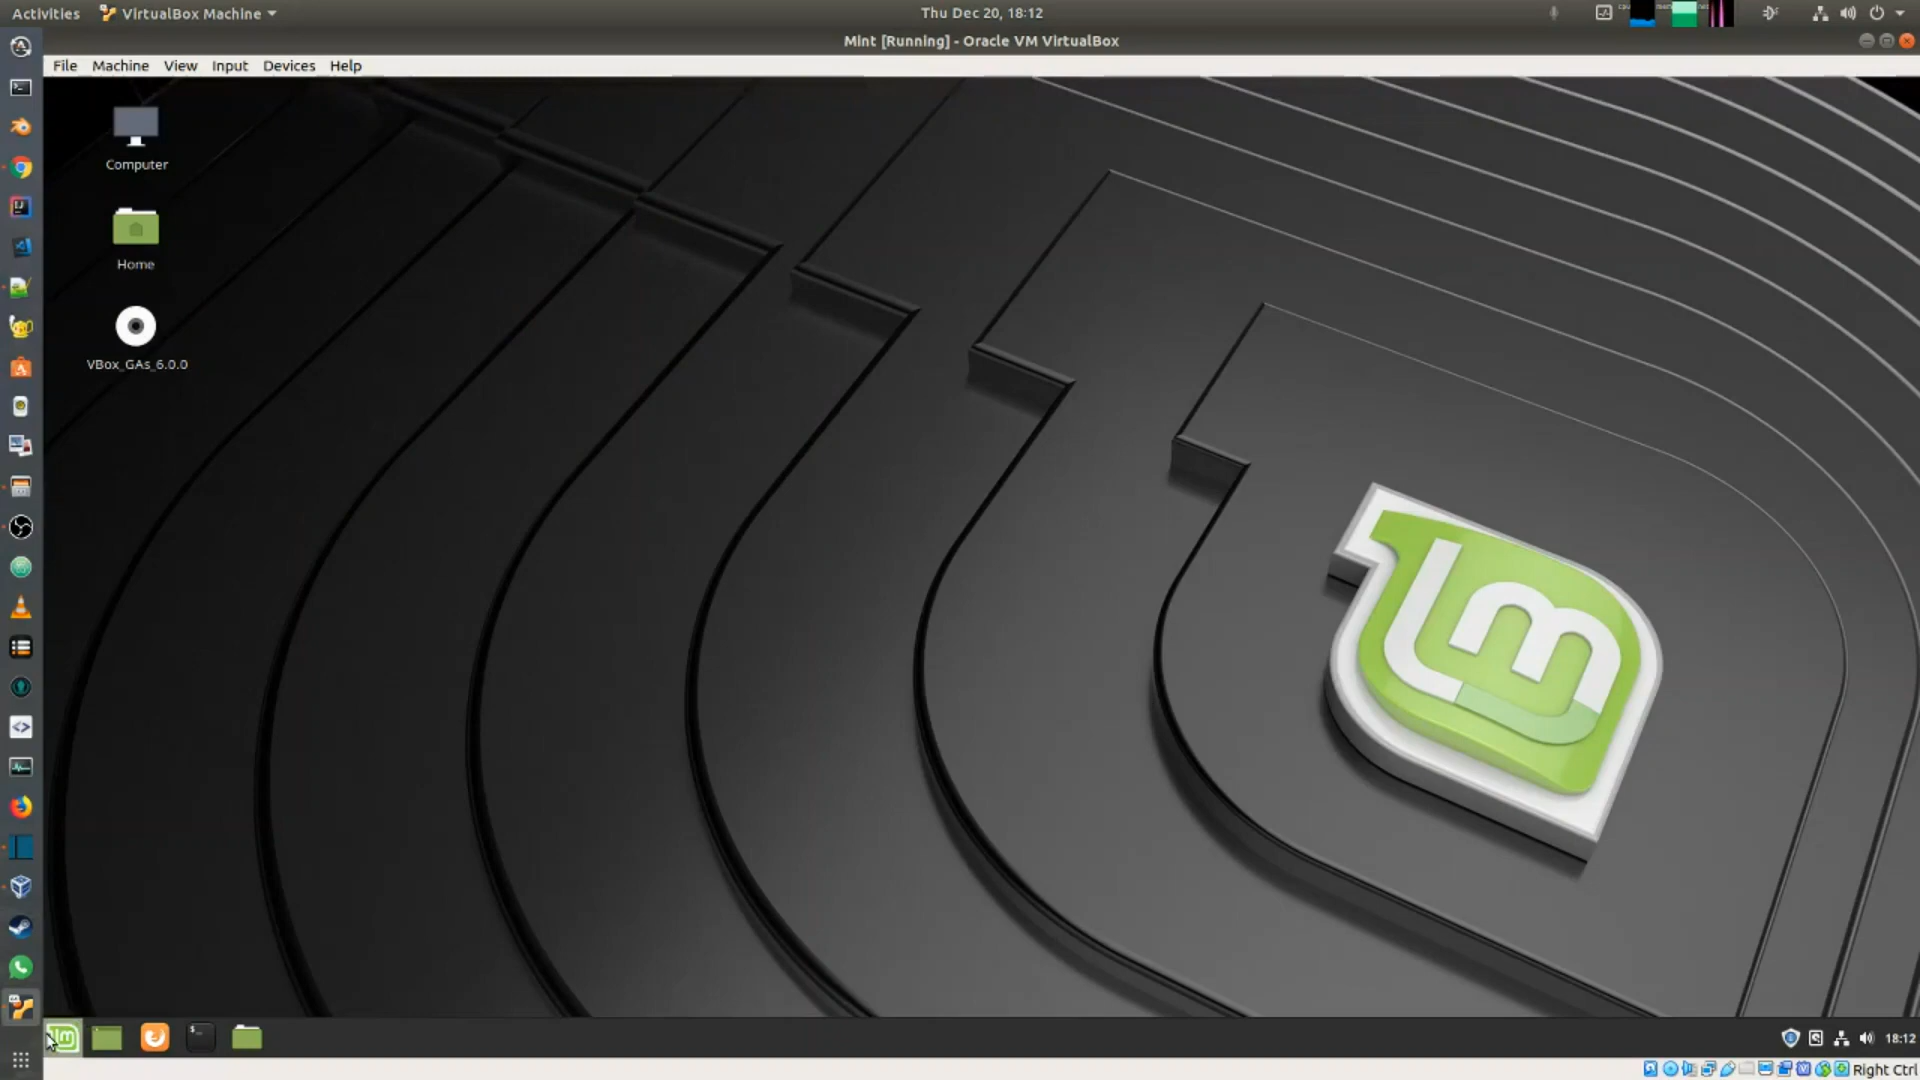 Activities
VirtualBox Machine
Thu Dec 20, 18:12
Mint [Running] - Oracle VM VirtualBox
File Machine View Input Devices Help
Computer
Home
VBox_GAs_6.0.0
lm
18:12
Right Ctrl